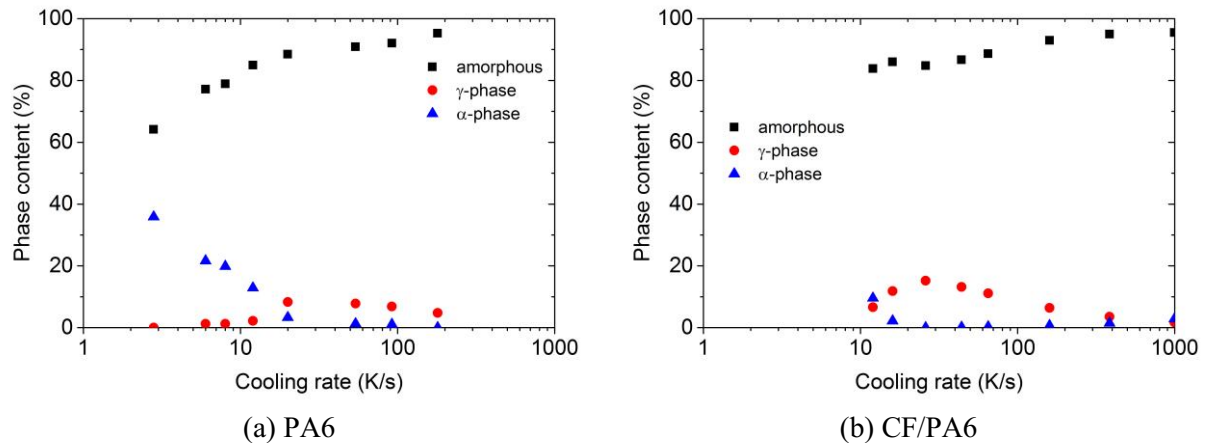 100
80
60
40
20
0
Phase content (%)
amorphous
γ-phase
α-phase
1
10
100
1000
Cooling rate (K/s)
(a) PA6
100
80
60
40
20
0
Phase content (%)
amorphous
γ-phase
α-phase
1
10
100
1000
Cooling rate (K/s)
(b) CF/PA6